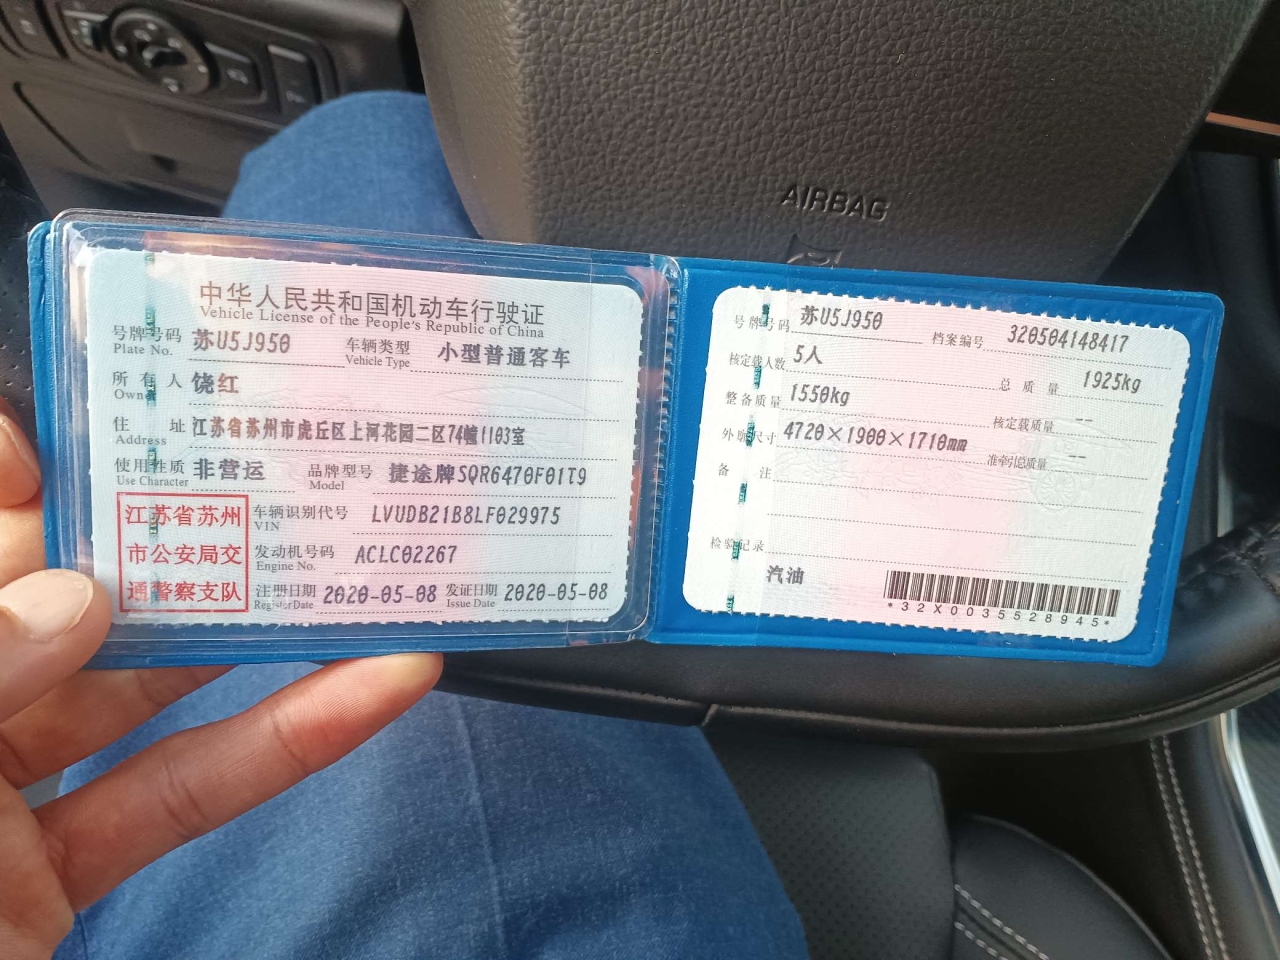 AIRBAG
中华人民共和国机动车行驶证
Vehicle License of the People's Republic of China
号牌号码 苏U5J950 车辆类型 小型普通客车
Plate No. Vehicle Type
所有人 饶红
Owner
住址 江苏省苏州市虎丘区上河花园二区74幢1103室
Address
使用性质 非营运 品牌型号 捷途牌SQR6470F01T9
Use Character Model
江苏省苏州
市公安局交
通警察支队
车辆识别代号 LVUDB21B8LF029975
VIN
发动机号码 ACLC02267
Engine No.
注册日期 2020-05-08 发证日期 2020-05-08
Register Date Issue Date
号牌号码 苏U5J950 档案编号 320504148417
核定载人数 5人 总质量 1925kg
整备质量 1550kg 核定载质量 --
外廓尺寸 4720×1900×1710mm 准牵引总质量 --
备注
检验记录
汽油
*32X0035528945*